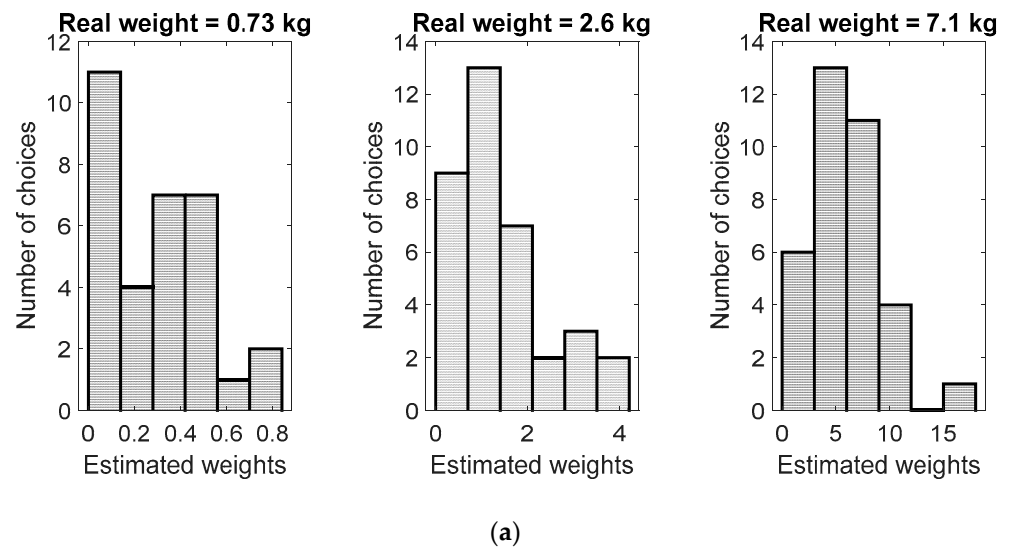 Real weight = 0.73 kg
12
10
8
6
4
2
0
Number of choices
0 0.2 0.4 0.6 0.8
Estimated weights
Real weight = 2.6 kg
14
12
10
8
6
4
2
0
Number of choices
0 2 4
Estimated weights
Real weight = 7.1 kg
14
12
10
8
6
4
2
0
Number of choices
0 5 10 15
Estimated weights
(a)